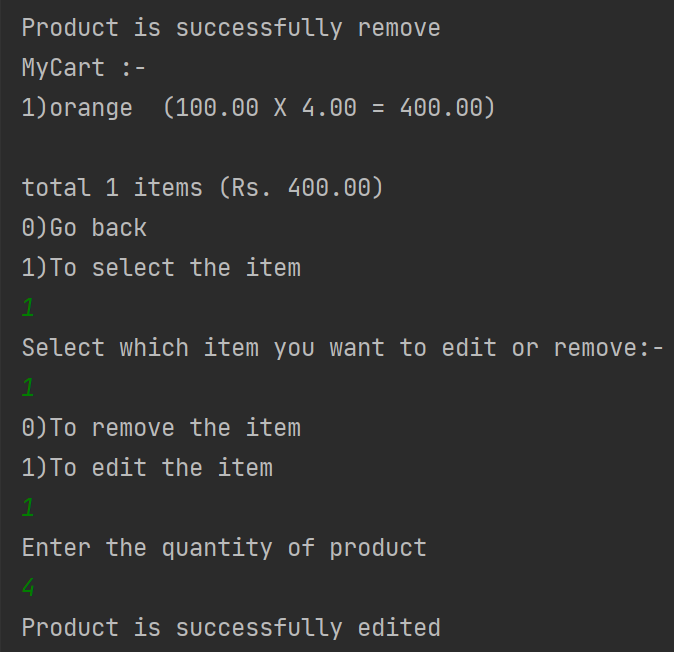 Product is successfully remove
MyCart :-
1)orange  (100.00 X 4.00 = 400.00)
total 1 items (Rs. 400.00)
0)Go back
1)To select the item
1
Select which item you want to edit or remove:-
1
0)To remove the item
1)To edit the item
1
Enter the quantity of product
4
Product is successfully edited